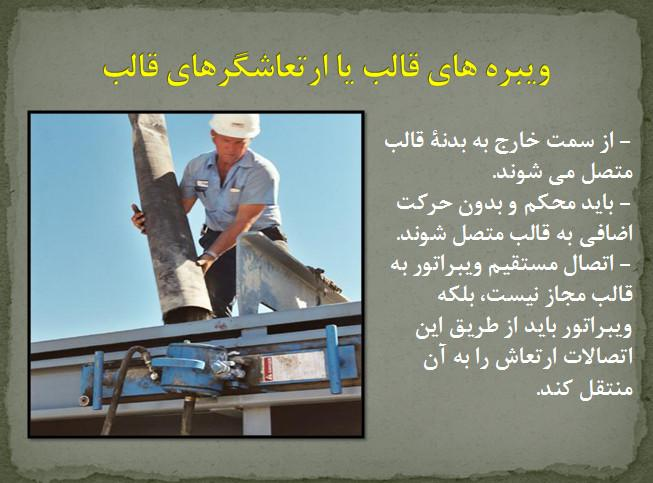 ویبره های قالب یا ارتعاشگرهای قالب
- از سمت خارج به بدنهٔ قالب
متصل می شوند.
- باید محکم و بدون حرکت
اضافی به قالب متصل شوند.
- اتصال مستقیم ویبراتور به
قالب مجاز نیست، بلکه
ویبراتور باید از طریق این
اتصالات ارتعاش را به آن
منتقل کند.